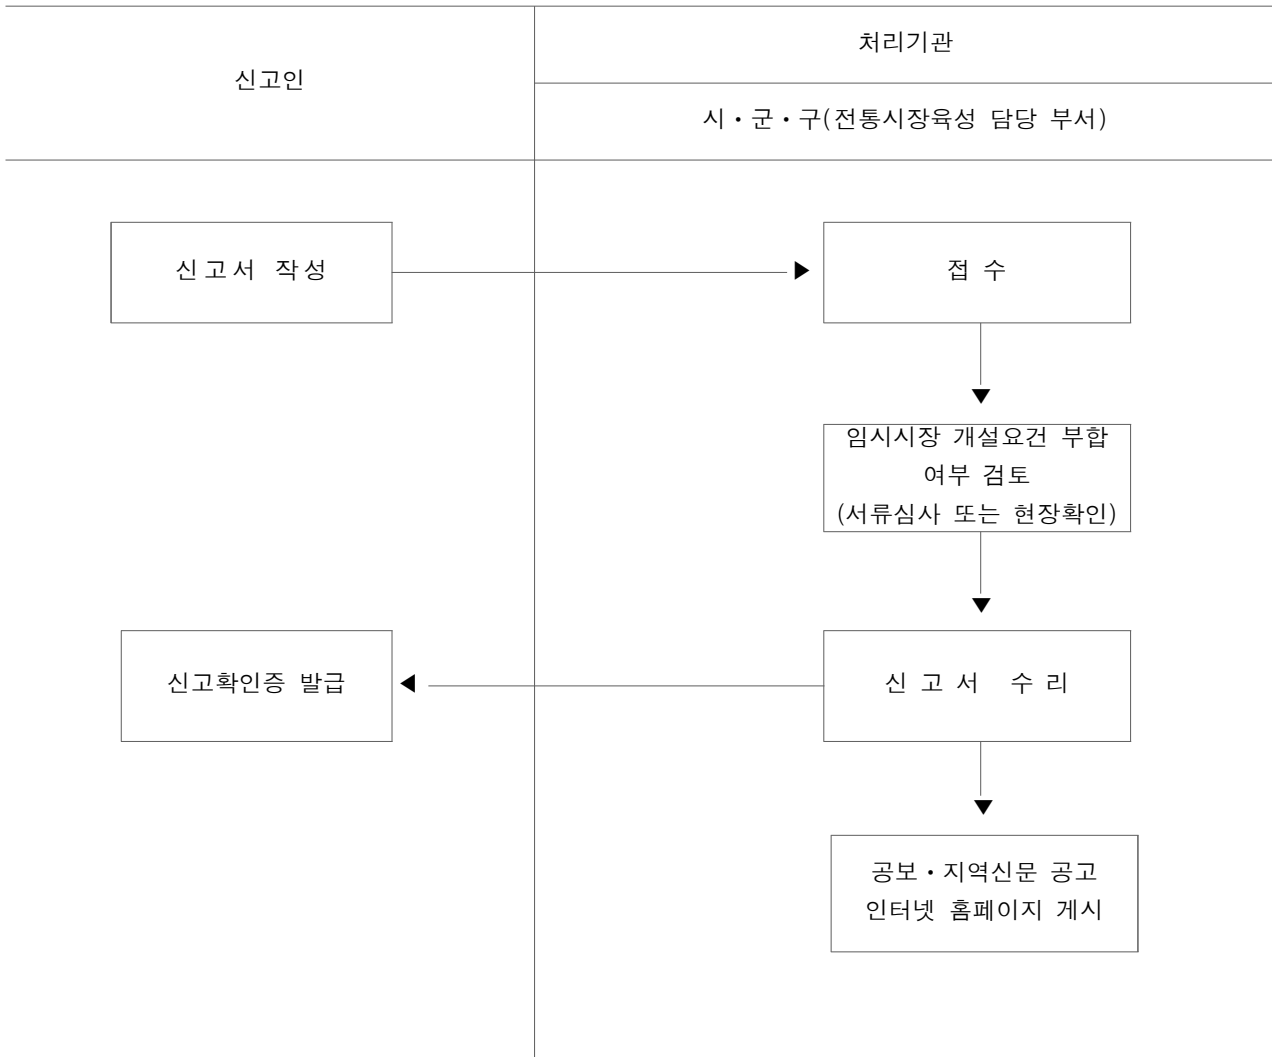 신고인
처리기관
시・군・구(전통시장육성 담당 부서)
신고서 작성
접 수
임시시장 개설요건 부합
여부 검토
(서류심사 또는 현장확인)
신고확인증 발급
신 고 서 수 리
공보・지역신문 공고
인터넷 홈페이지 게시